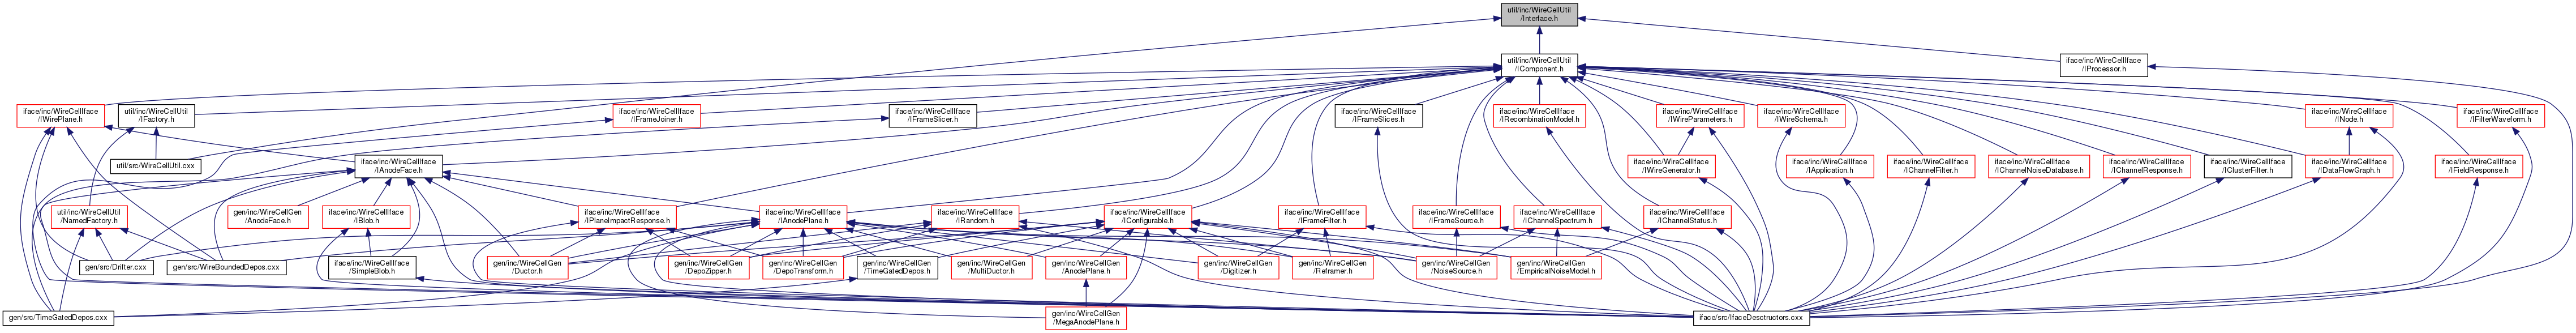 util/inc/WireCellUtil
/Interface.h
util/inc/WireCellUtil
/IComponent.h
iface/inc/WireCellIface
/IProcessor.h
iface/inc/WireCellIface
/IWirePlane.h
util/inc/WireCellUtil
/IFactory.h
iface/inc/WireCellIface
/IFrameJoiner.h
iface/inc/WireCellIface
/IFrameSlicer.h
iface/inc/WireCellIface
/IFrameSlices.h
iface/inc/WireCellIface
/IRecombinationModel.h
iface/inc/WireCellIface
/IWireParameters.h
iface/inc/WireCellIface
/IWireSchema.h
iface/inc/WireCellIface
/INode.h
iface/inc/WireCellIface
/IFilterWaveform.h
util/src/WireCellUtil.cxx
iface/inc/WireCellIface
/IAnodeFace.h
iface/inc/WireCellIface
/IWireGenerator.h
iface/inc/WireCellIface
/IApplication.h
iface/inc/WireCellIface
/IChannelFilter.h
iface/inc/WireCellIface
/IChannelNoiseDatabase.h
iface/inc/WireCellIface
/IChannelResponse.h
iface/inc/WireCellIface
/IClusterFilter.h
iface/inc/WireCellIface
/IDataFlowGraph.h
iface/inc/WireCellIface
/IFieldResponse.h
util/inc/WireCellUtil
/NamedFactory.h
gen/inc/WireCellGen
/AnodeFace.h
iface/inc/WireCellIface
/IBlob.h
iface/inc/WireCellIface
/IPlaneImpactResponse.h
iface/inc/WireCellIface
/IAnodePlane.h
iface/inc/WireCellIface
/IRandom.h
iface/inc/WireCellIface
/IConfigurable.h
iface/inc/WireCellIface
/IFrameFilter.h
iface/inc/WireCellIface
/IFrameSource.h
iface/inc/WireCellIface
/IChannelSpectrum.h
iface/inc/WireCellIface
/IChannelStatus.h
gen/src/Drifter.cxx
gen/src/WireBoundedDepos.cxx
iface/inc/WireCellIface
/SimpleBlob.h
gen/inc/WireCellGen
/Ductor.h
gen/inc/WireCellGen
/DepoZipper.h
gen/inc/WireCellGen
/DepoTransform.h
gen/inc/WireCellGen
/TimeGatedDepos.h
gen/inc/WireCellGen
/MultiDuctor.h
gen/inc/WireCellGen
/AnodePlane.h
gen/inc/WireCellGen
/Digitizer.h
gen/inc/WireCellGen
/Reframer.h
gen/inc/WireCellGen
/NoiseSource.h
gen/inc/WireCellGen
/EmpiricalNoiseModel.h
gen/src/TimeGatedDepos.cxx
gen/inc/WireCellGen
/MegaAnodePlane.h
iface/src/IfaceDesctructors.cxx